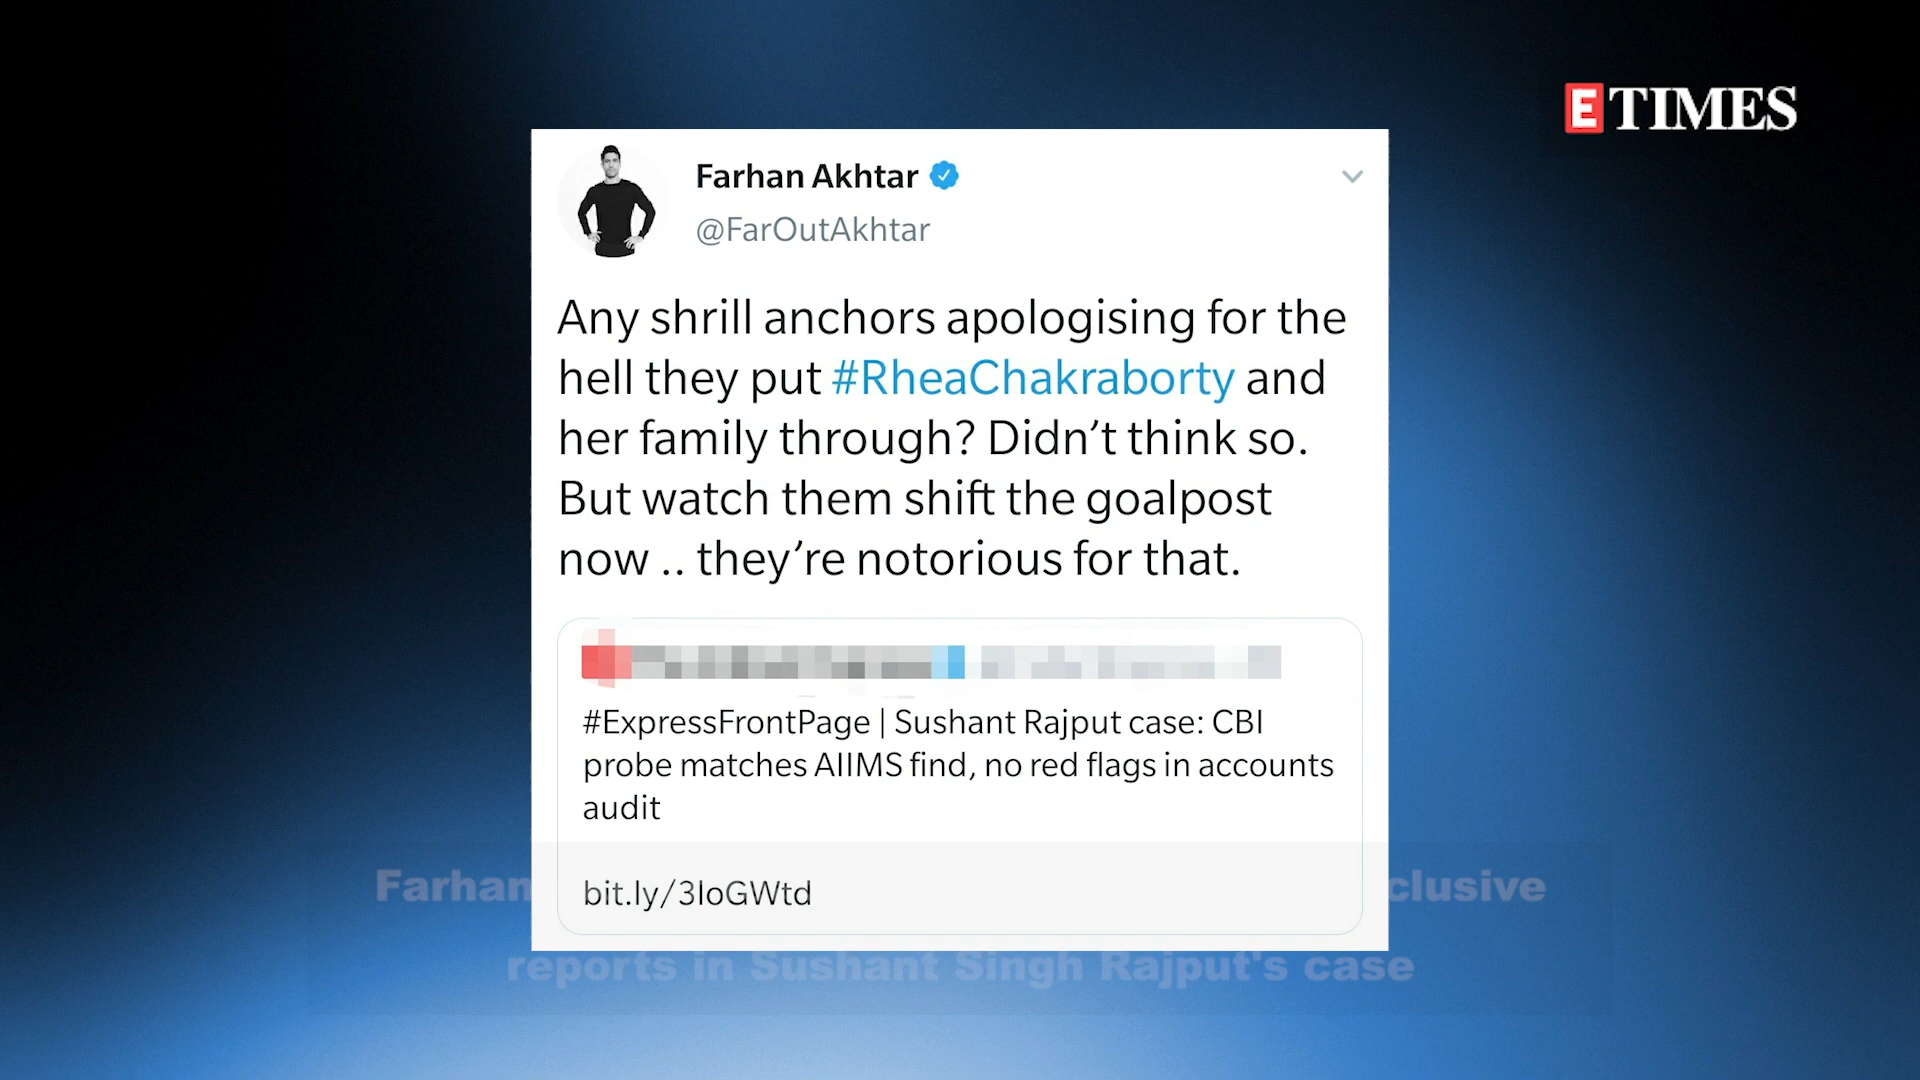 E TIMES
Farhan Akhtar
@FarOutAkhtar
Any shrill anchors apologising for the
hell they put #RheaChakraborty and
her family through? Didn't think so.
But watch them shift the goalpost
now .. they're notorious for that.
#ExpressFrontPage | Sushant Rajput case: CBI
probe matches AIIMS find, no red flags in accounts
audit
bit.ly/3loGWtd
Farhan
reports in Sushant Singh Rajput's case